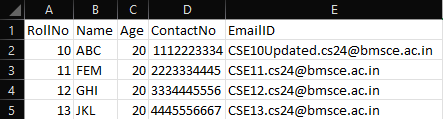 A B C D E
1 RollNo Name Age ContactNo EmailID
2 10 ABC 20 1112223334 CSE10Updated.cs24@bmsce.ac.in
3 11 FEM 20 2223334445 CSE11.cs24@bmsce.ac.in
4 12 GHI 20 3334445556 CSE12.cs24@bmsce.ac.in
5 13 JKL 20 4445556667 CSE13.cs24@bmsce.ac.in